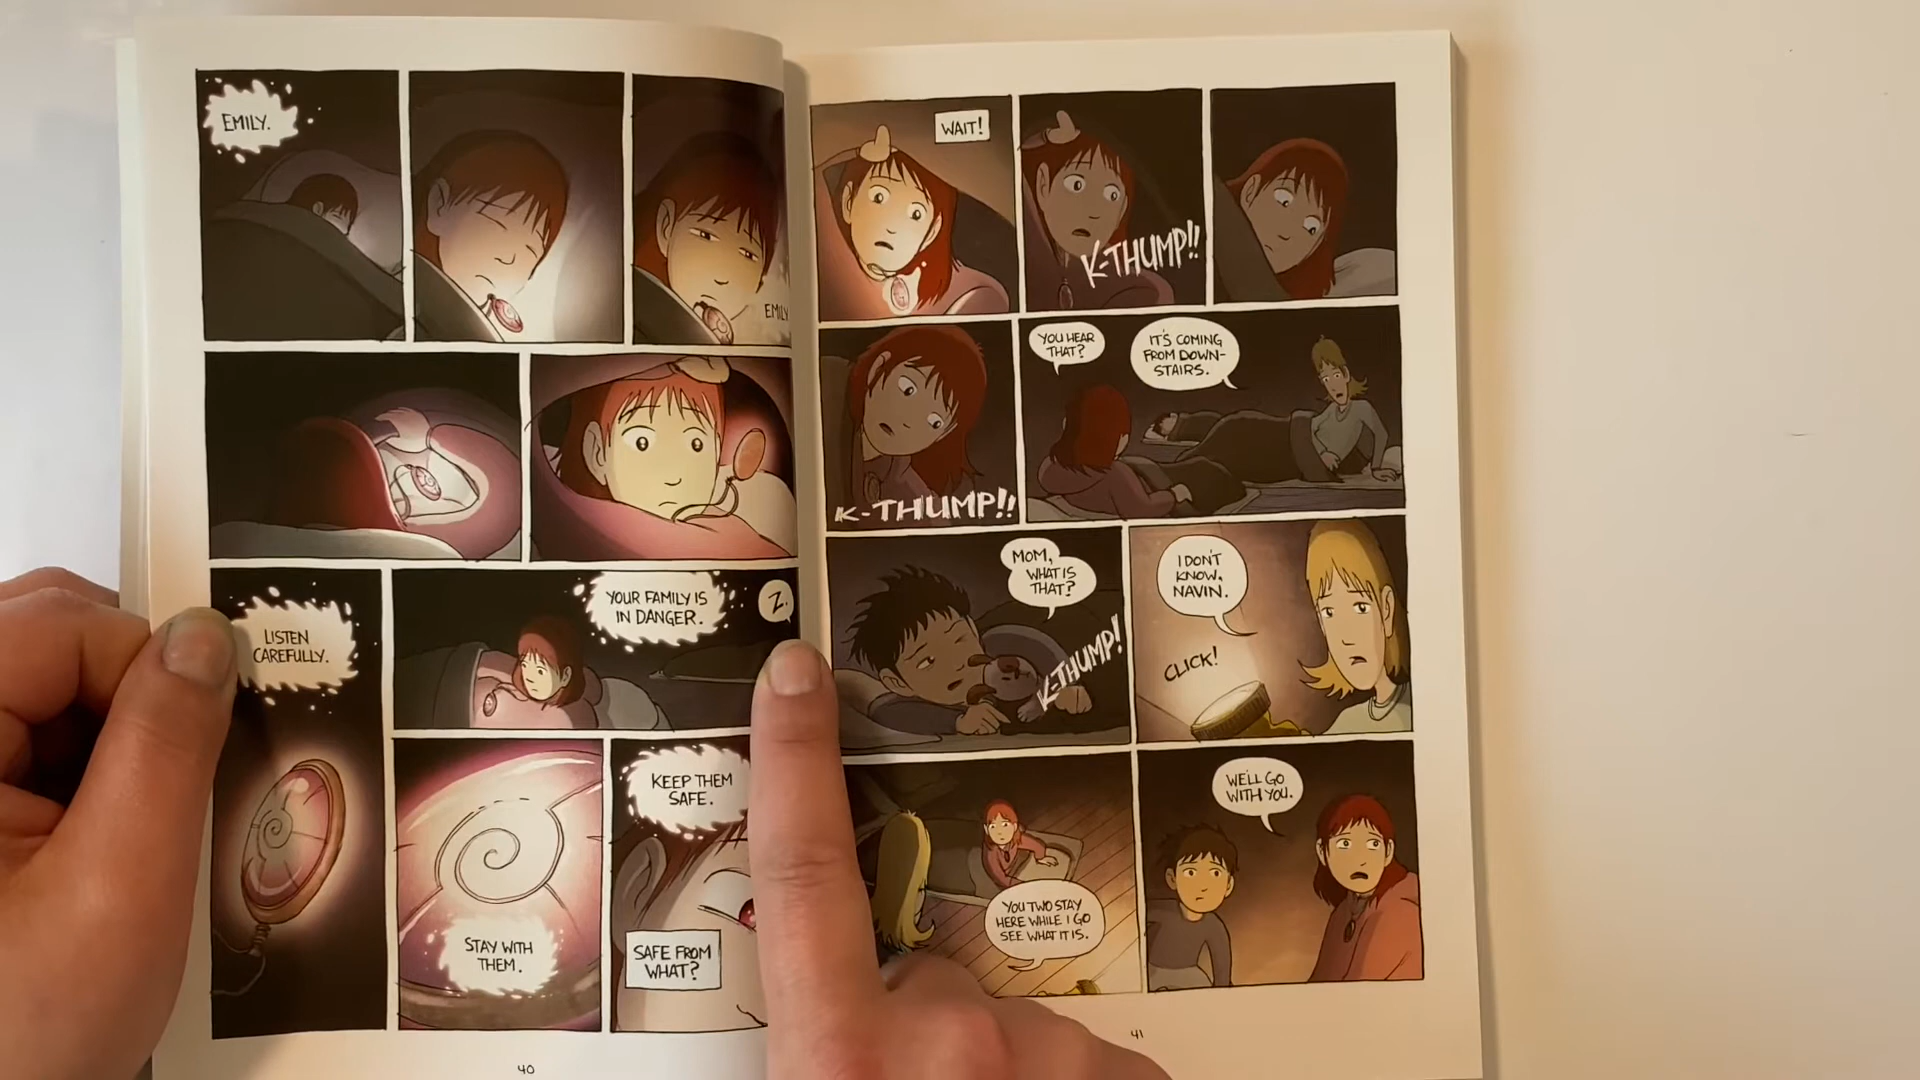 EMILY.
EMILY
LISTEN
CAREFULLY.
YOUR FAMILY IS
IN DANGER.
Z.
STAY WITH
THEM.
KEEP THEM
SAFE.
SAFE FROM
WHAT?
40
WAIT!
K-THUMP!!
K-THUMP!!
YOU HEAR
THAT?
IT'S COMING
FROM DOWN-
STAIRS.
MOM,
WHAT IS
THAT?
K-THUMP!
I DON'T
KNOW,
NAVIN.
CLICK!
YOU TWO STAY
HERE WHILE I GO
SEE WHAT IT IS.
WE'LL GO
WITH YOU.
41